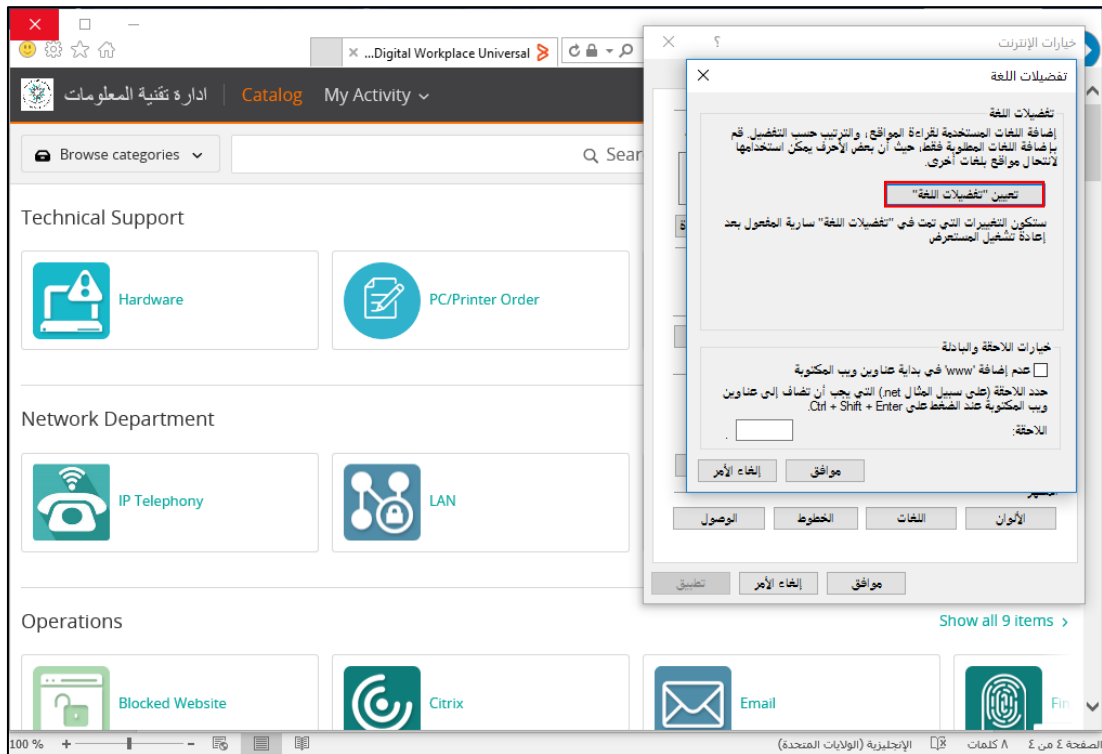 Digital Workplace Universal...
خيارات الإنترنت
؟
ادارة تقنية المعلومات
Catalog
My Activity
Browse categories
Sear
تفضيلات اللغة
تفضيلات اللغة
إضافة اللغات المستخدمة لقراءة المواقع، والترتيب حسب التفضيل. قم
بإضافة اللغات المطلوبة فقط، حيث أن بعض الأحرف يمكن استخدامها
لانتحال مواقع بلغات أخرى.
تعيين "تفضيلات اللغة"
ستكون التغييرات التي تمت في "تفضيلات اللغة" سارية المفعول بعد
إعادة تشغيل المستعرض
خيارات اللاحقة والبادئة
عدم إضافة 'www' في بداية عناوين ويب المكتوبة
حدد اللاحقة (على سبيل المثال net.) التي يجب أن تضاف إلى عناوين
ويب المكتوبة عند الضغط على Ctrl + Shift + Enter.
اللاحقة:
.
موافق
إلغاء الأمر
المظهر
الألوان
اللغات
الخطوط
الوصول
موافق
إلغاء الأمر
تطبيق
Technical Support
Hardware
PC/Printer Order
Network Department
IP Telephony
LAN
Operations
Show all 9 items
Blocked Website
Citrix
Email
Fin
الصفحة ٤ من ٤
٨ كلمات
الإنجليزية (الولايات المتحدة)
100 %